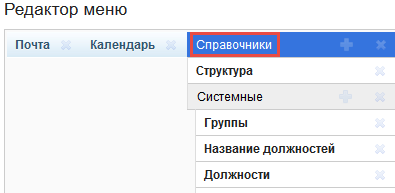 Редактор меню
Почта Календарь Справочники
Структура
Системные
Группы
Название должностей
Должности